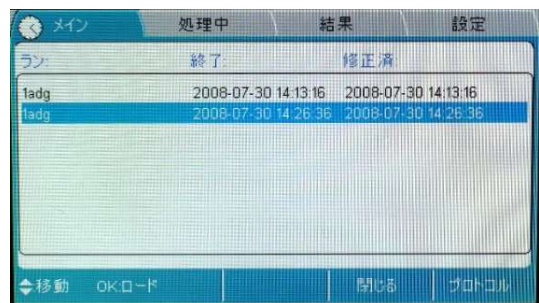 メイン 処理中 結果 設定
ラン: 終了: 修正済:
1adg 2008-07-30 14:13:16 2008-07-30 14:13:16
1adg 2008-07-30 14:26:36 2008-07-30 14:26:36
移動 OK:ロード 閉じる プロトコル